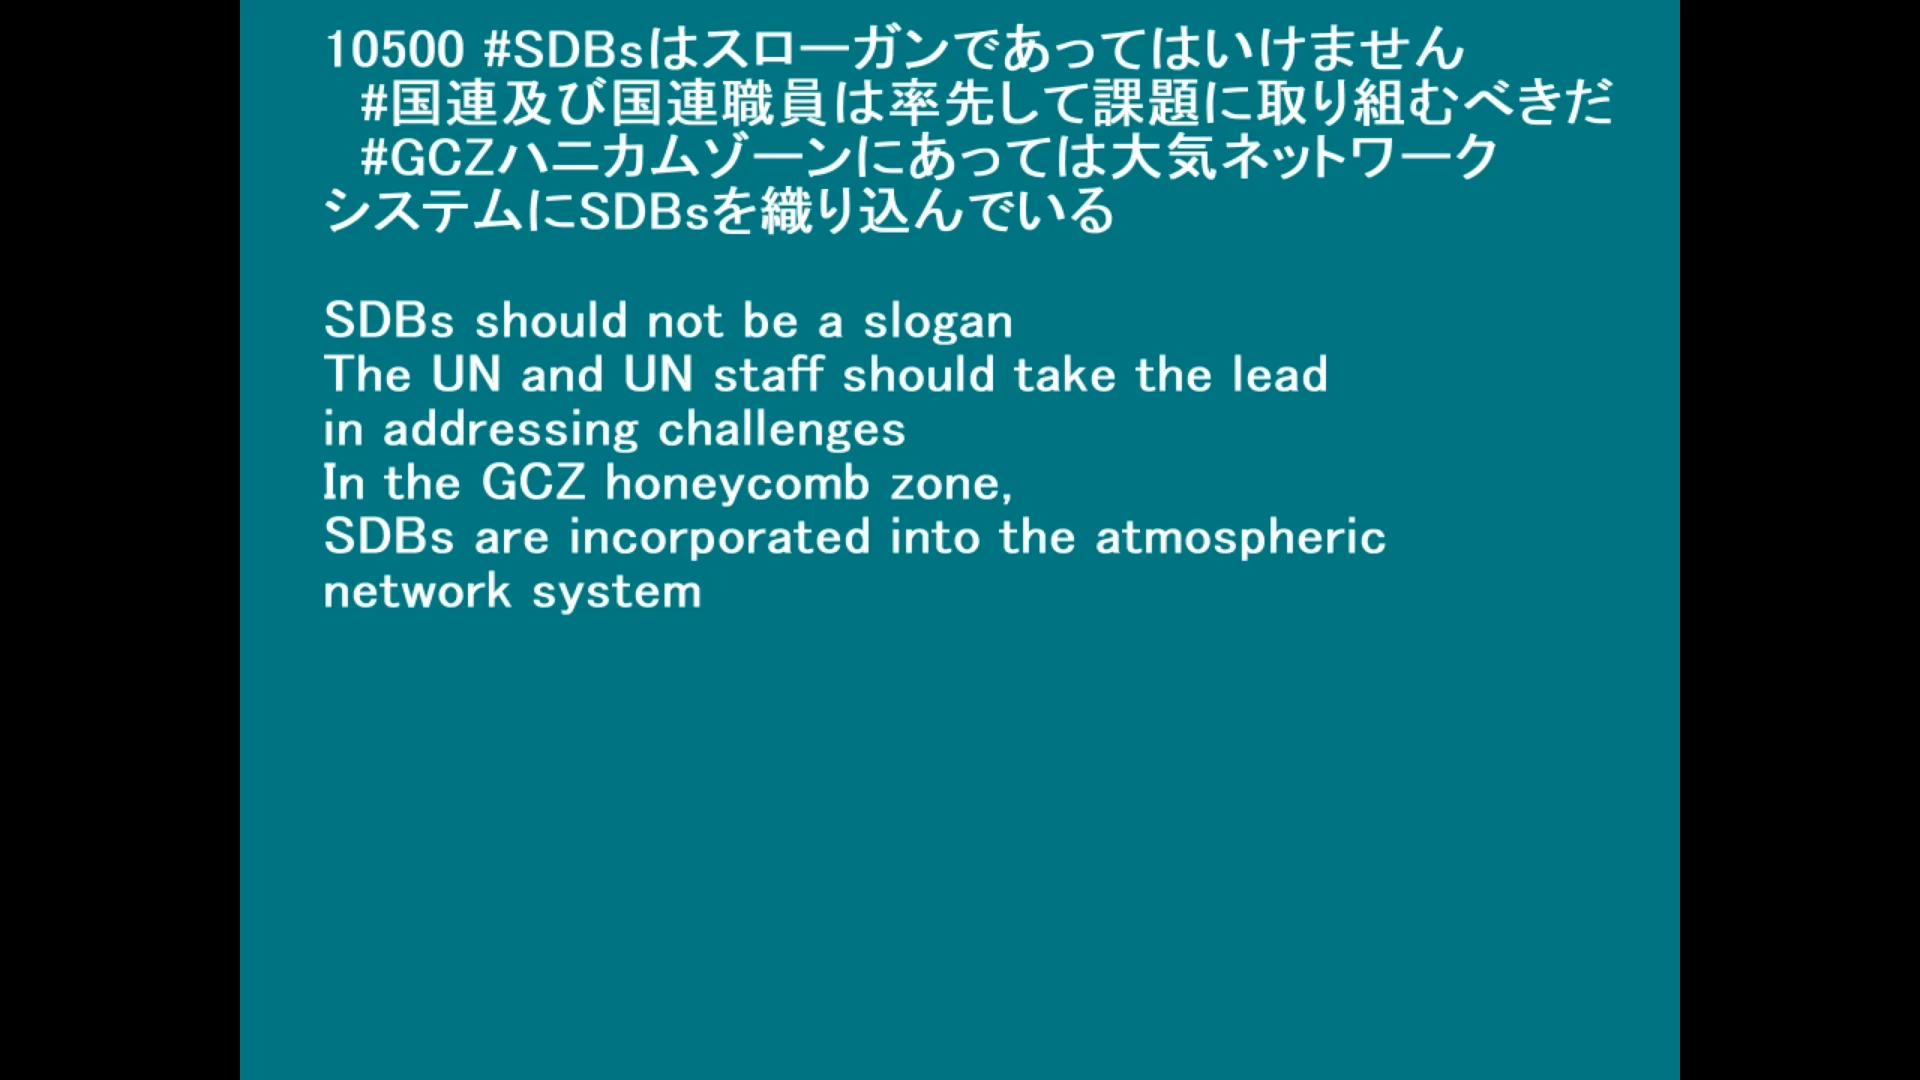 10500 #SDBsはスローガンであってはいけません
#国連及び国連職員は率先して課題に取り組むべきだ
#GCZハニカムゾーンにあっては大気ネットワーク
システムにSDBsを織り込んでいる
SDBs should not be a slogan
The UN and UN staff should take the lead
in addressing challenges
In the GCZ honeycomb zone,
SDBs are incorporated into the atmospheric
network system